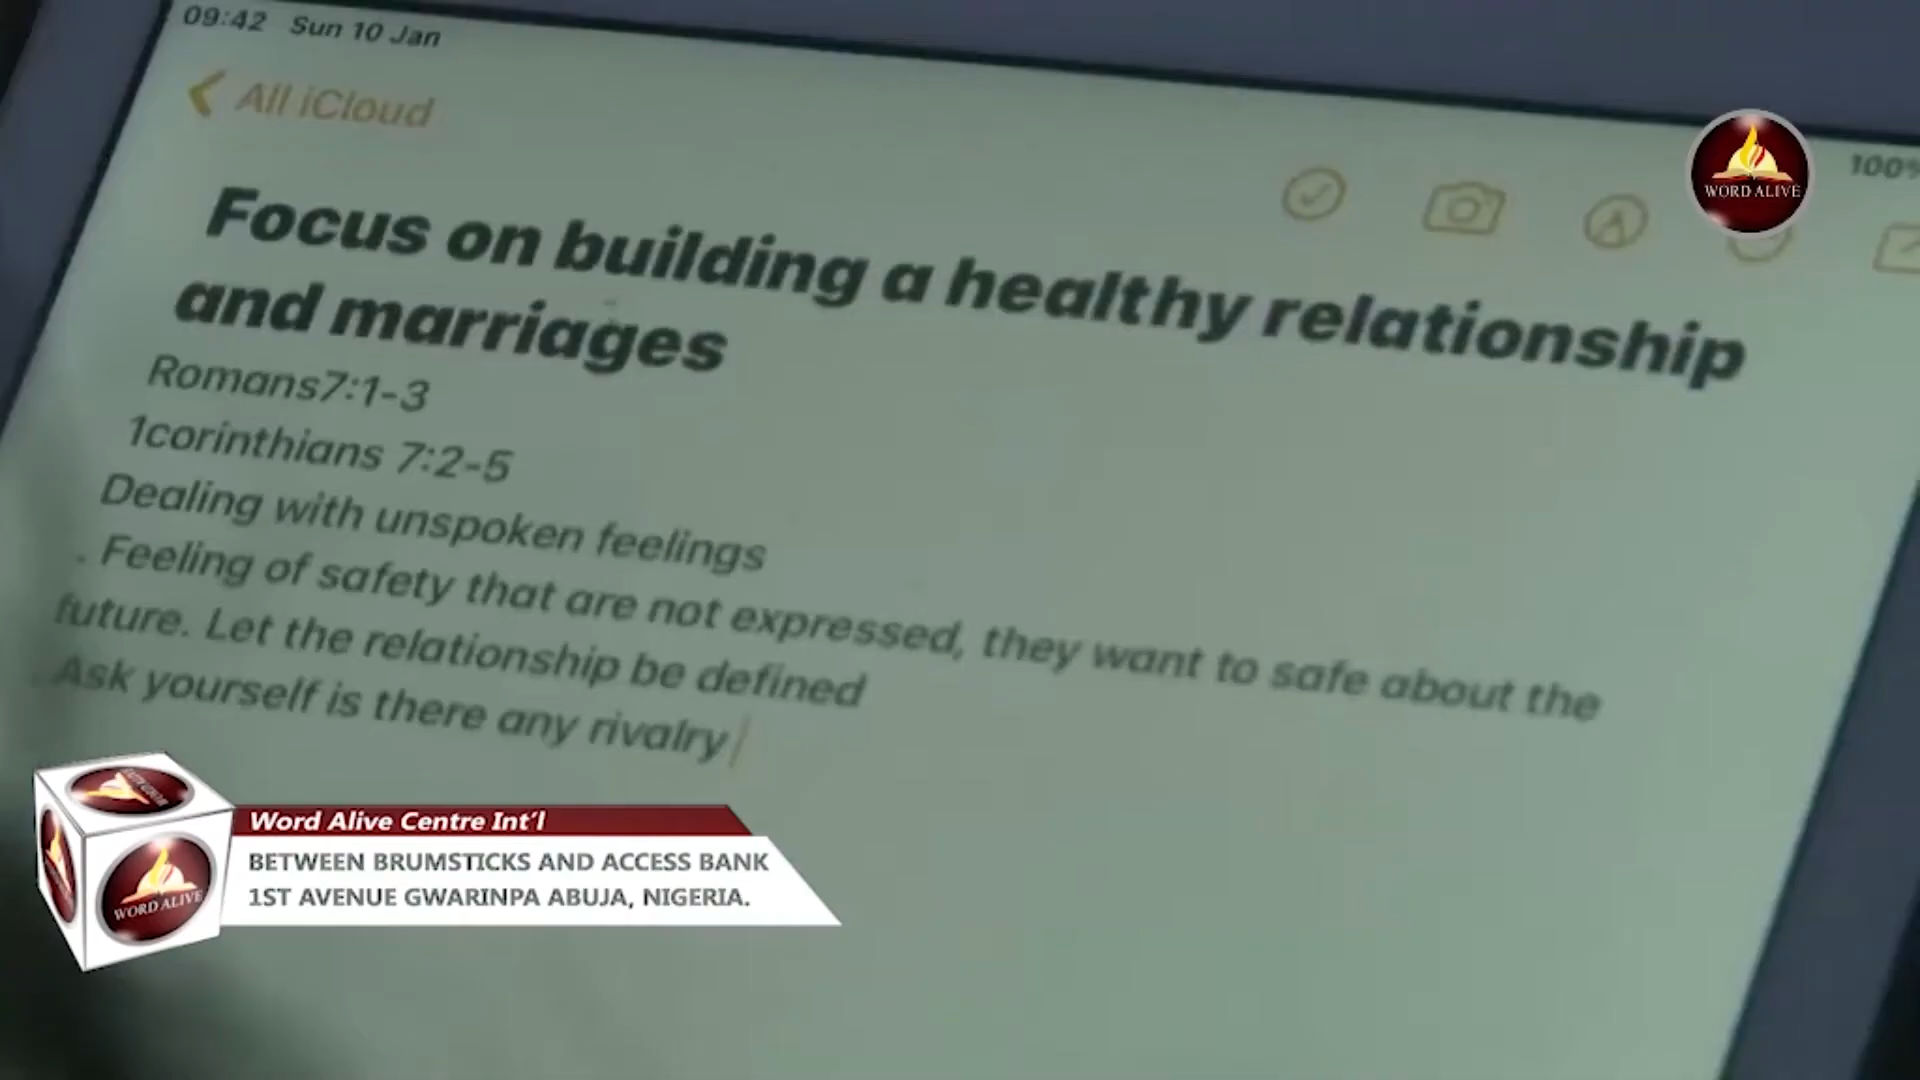 09:42 Sun 10 Jan
100%
All iCloud
WORD ALIVE
Focus on building a healthy relationship
and marriages
Romans7:1-3
1corinthians 7:2-5
Dealing with unspoken feelings
. Feeling of safety that are not expressed, they want to safe about the
future. Let the relationship be defined
Ask yourself is there any rivalry
Word Alive Centre Int'l
BETWEEN BRUMSTICKS AND ACCESS BANK
1ST AVENUE GWARINPA ABUJA, NIGERIA.
WORD ALIVE